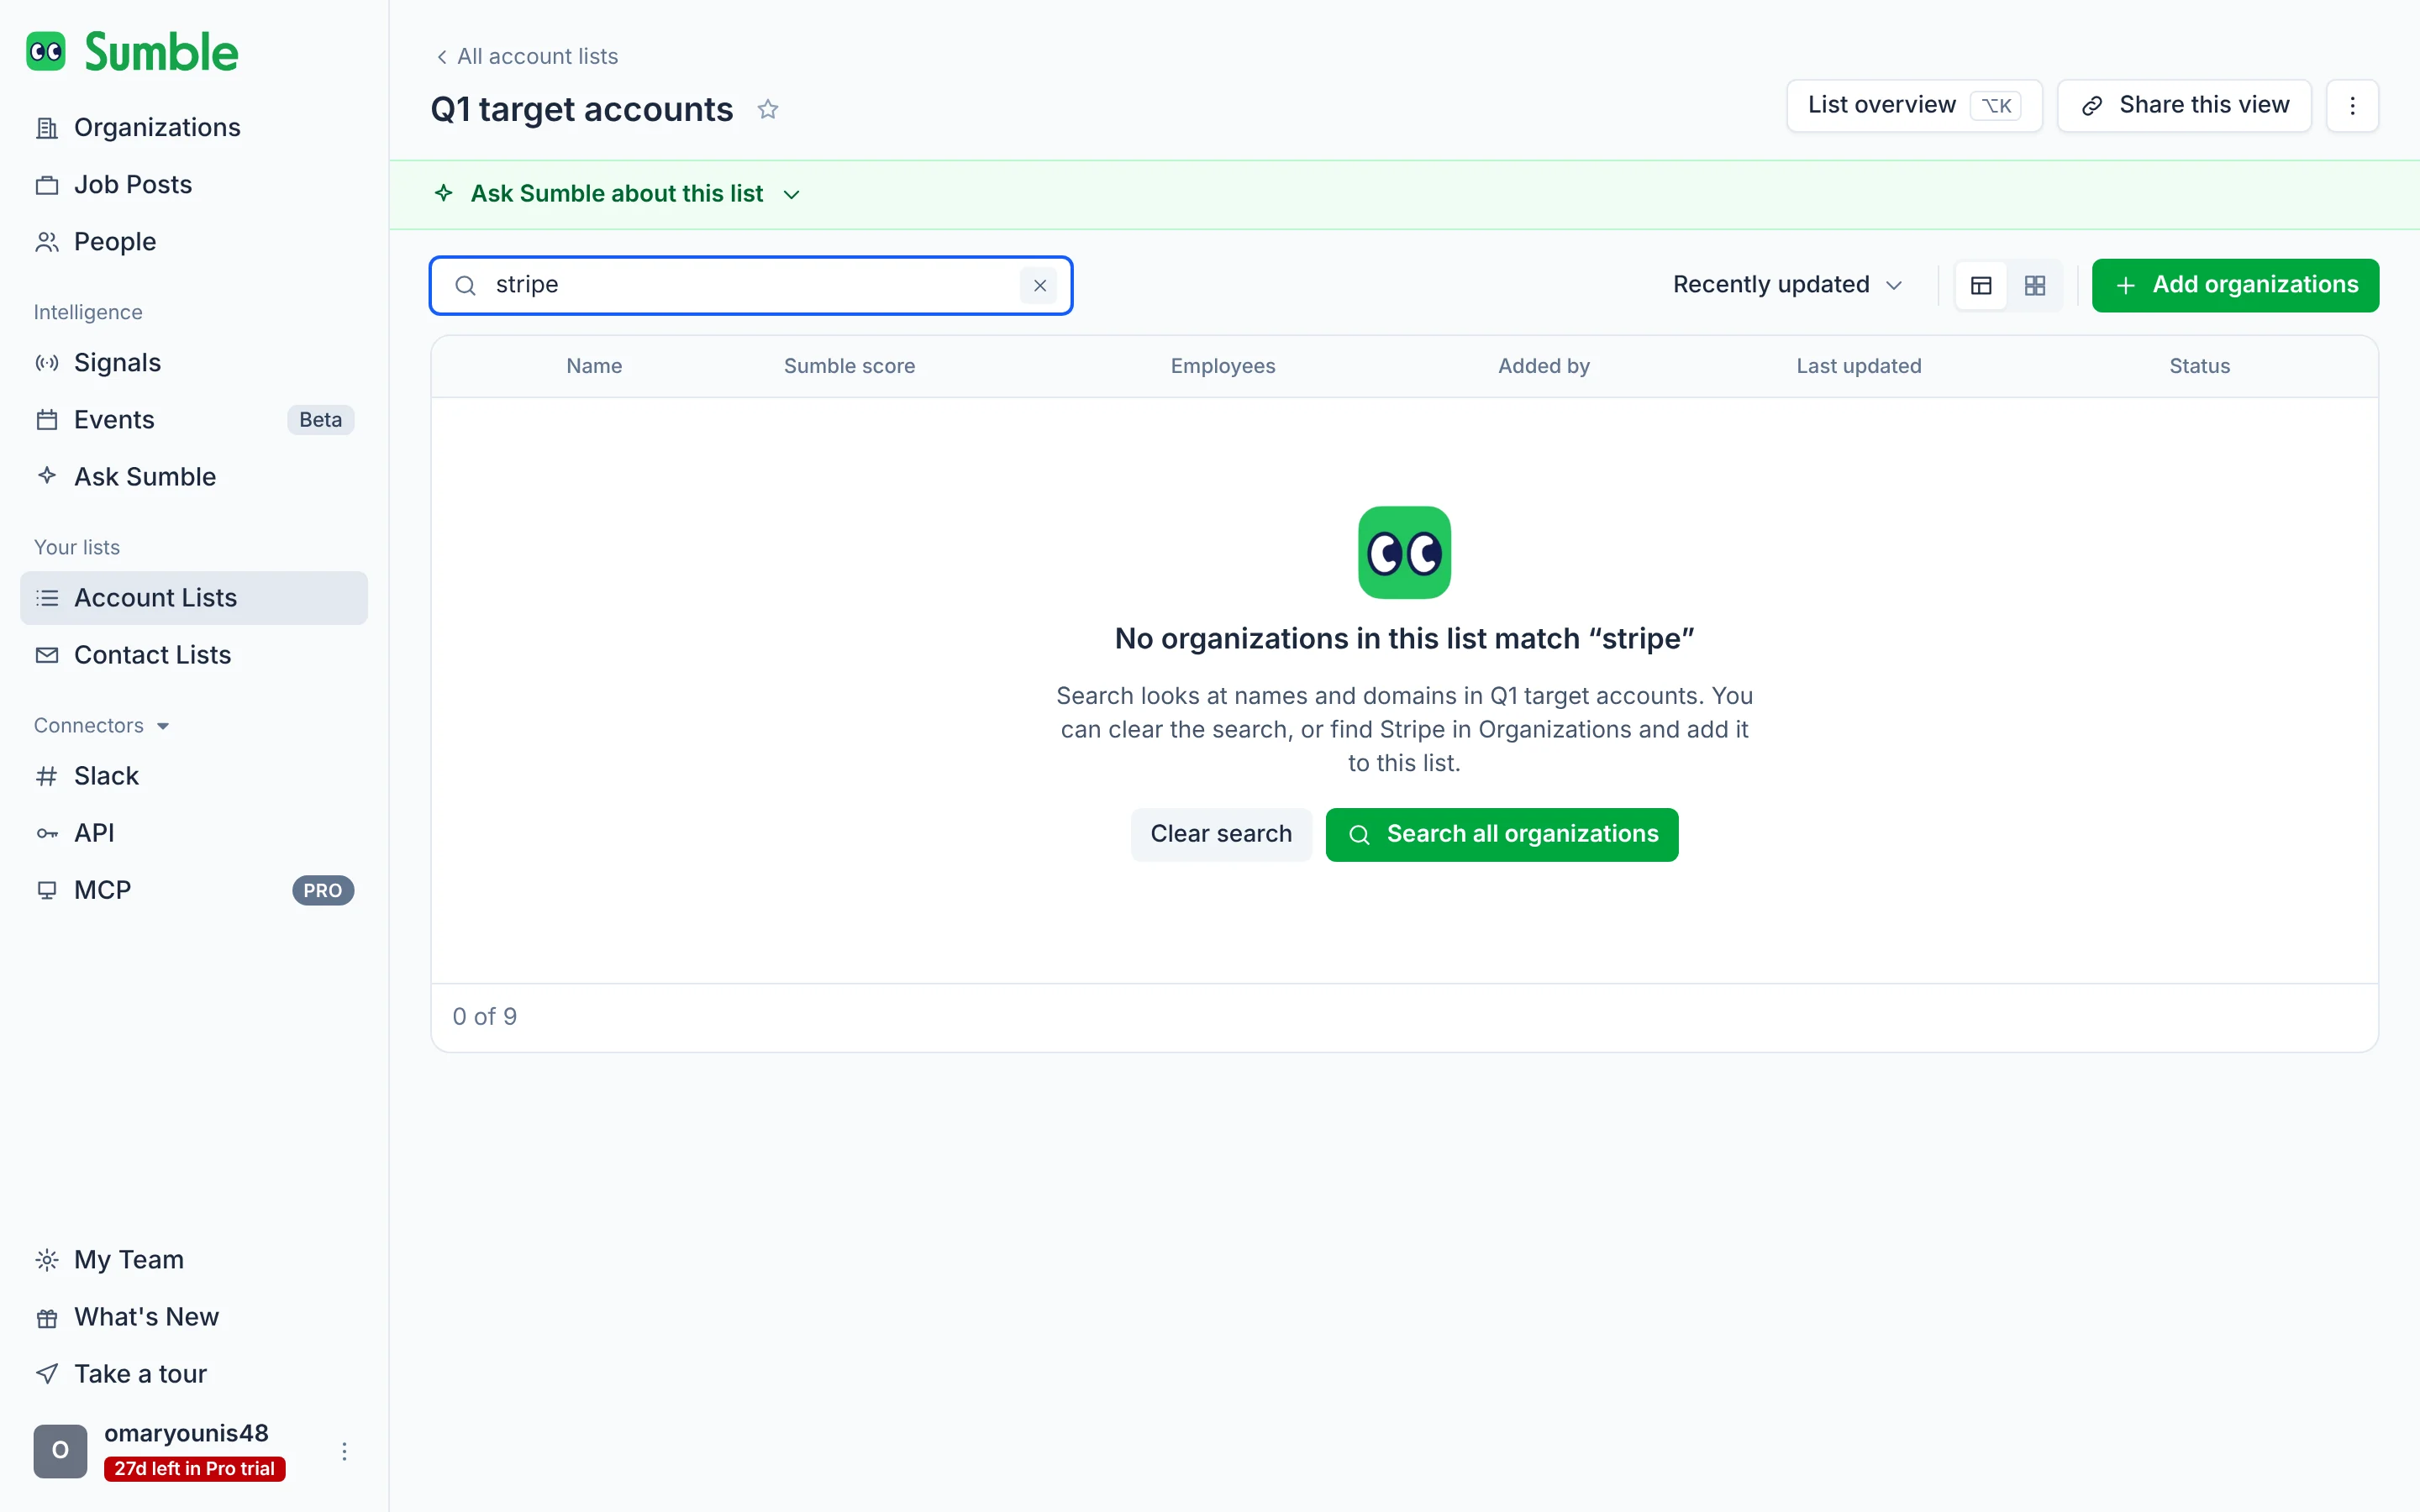 Sumble
Organizations
Job Posts
People
Intelligence
Signals
Events
Beta
Ask Sumble
Your lists
Account Lists
Contact Lists
Connectors
Slack
API
MCP
PRO
My Team
What's New
Take a tour
O
omaryounis48
27d left in Pro trial
All account lists
Q1 target accounts
List overview
⌥K
Share this view
Ask Sumble about this list
stripe
Recently updated
Add organizations
Name
Sumble score
Employees
Added by
Last updated
Status
No organizations in this list match “stripe”
Search looks at names and domains in Q1 target accounts. You
can clear the search, or find Stripe in Organizations and add it
to this list.
Clear search
Search all organizations
0 of 9